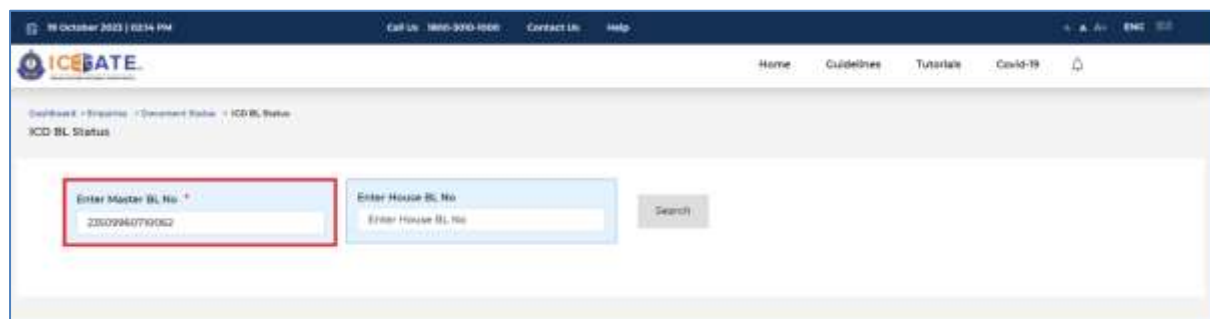 19 October 2023 | 02:14 PM Call Us 1800-3010-1000 Contact Us Help A A+ ENG
ICEGATE
Home Guidelines Tutorials Covid-19
Dashboard > Enquiries > Document Status > ICD BL Status
ICD BL Status
Enter Master BL No * Enter House BL No
Enter House BL No Search